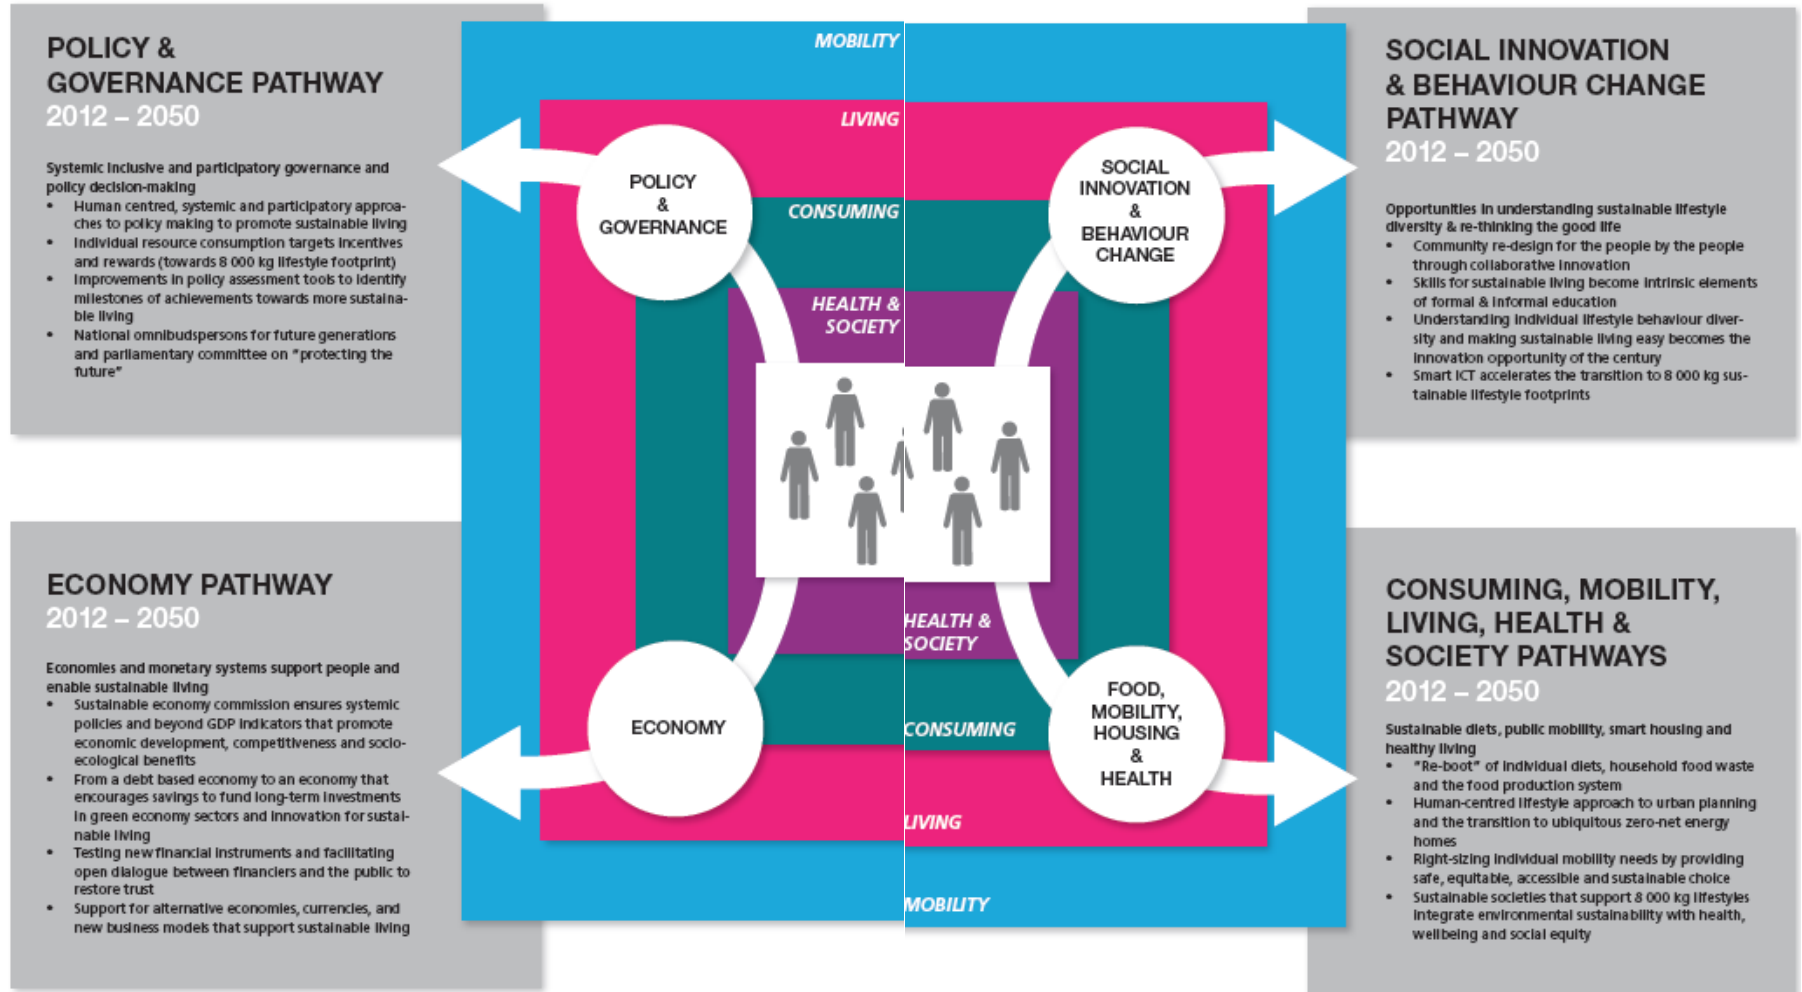 POLICY &
GOVERNANCE PATHWAY
2012 – 2050
Systemic inclusive and participatory governance and
policy decision-making
• Human centred, systemic and participatory approa-
ches to policy making to promote sustainable living
• Individual resource consumption targets incentives
and rewards (towards 8 000 kg lifestyle footprint)
• Improvements in policy assessment tools to identify
milestones of achievements towards more sustaina-
ble living
• National omnibudspersons for future generations
and parliamentary committee on "protecting the
future"
ECONOMY PATHWAY
2012 – 2050
Economies and monetary systems support people and
enable sustainable living
• Sustainable economy commission ensures systemic
policies and beyond GDP indicators that promote
economic development, competitiveness and socio-
ecological benefits
• From a debt based economy to an economy that
encourages savings to fund long-term investments
in green economy sectors and innovation for sustai-
nable living
• Testing new financial instruments and facilitating
open dialogue between financiers and the public to
restore trust
• Support for alternative economies, currencies, and
new business models that support sustainable living
MOBILITY
LIVING
CONSUMING
HEALTH &
SOCIETY
POLICY
&
GOVERNANCE
SOCIAL
INNOVATION
&
BEHAVIOUR
CHANGE
ECONOMY
FOOD,
MOBILITY,
HOUSING
&
HEALTH
HEALTH &
SOCIETY
CONSUMING
LIVING
MOBILITY
SOCIAL INNOVATION
& BEHAVIOUR CHANGE
PATHWAY
2012 – 2050
Opportunities in understanding sustainable lifestyle
diversity & re-thinking the good life
• Community re-design for the people by the people
through collaborative innovation
• Skills for sustainable living become intrinsic elements
of formal & informal education
• Understanding individual lifestyle behaviour diver-
sity and making sustainable living easy becomes the
innovation opportunity of the century
• Smart ICT accelerates the transition to 8 000 kg sus-
tainable lifestyle footprints
CONSUMING, MOBILITY,
LIVING, HEALTH &
SOCIETY PATHWAYS
2012 – 2050
Sustainable diets, public mobility, smart housing and
healthy living
• "Re-boot" of individual diets, household food waste
and the food production system
• Human-centred lifestyle approach to urban planning
and the transition to ubiquitous zero-net energy
homes
• Right-sizing individual mobility needs by providing
safe, equitable, accessible and sustainable choice
• Sustainable societies that support 8 000 kg lifestyles
integrate environmental sustainability with health,
wellbeing and social equity